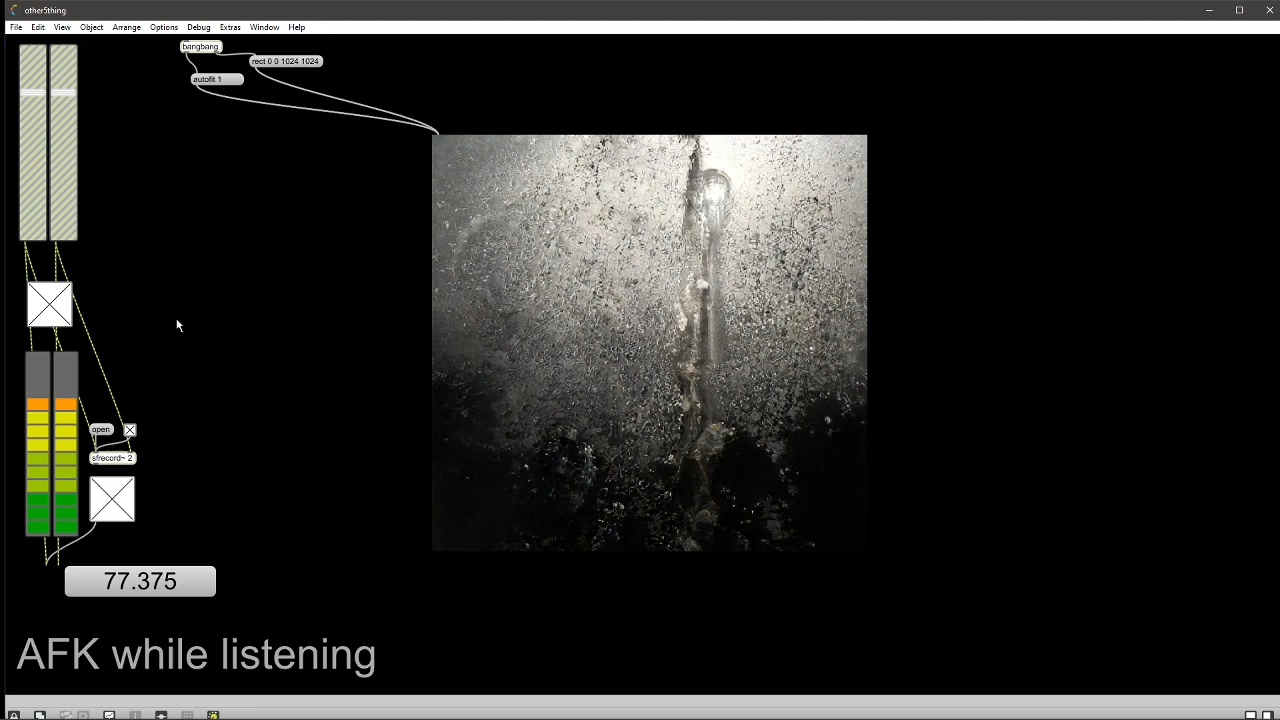 other5thing
File Edit View Object Arrange Options Debug Extras Window Help
bangbang
rect 0 0 1024 1024
autofit 1
open
sfrecord~ 2
77.375
AFK while listening